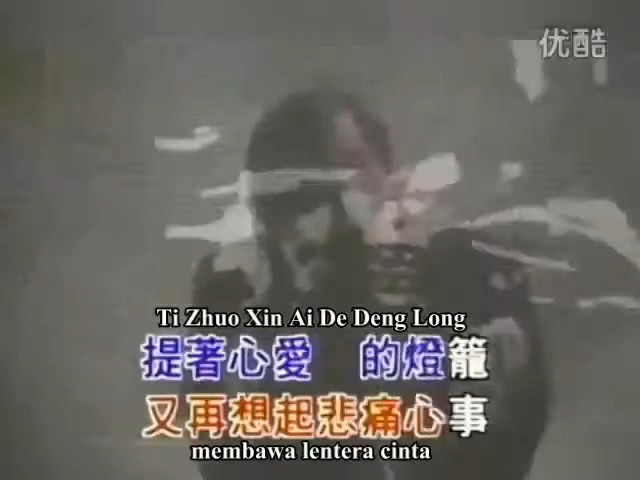 优酷
Ti Zhuo Xin Ai De Deng Long
提著心愛 的燈籠
又再想起悲痛心事
membawa lentera cinta